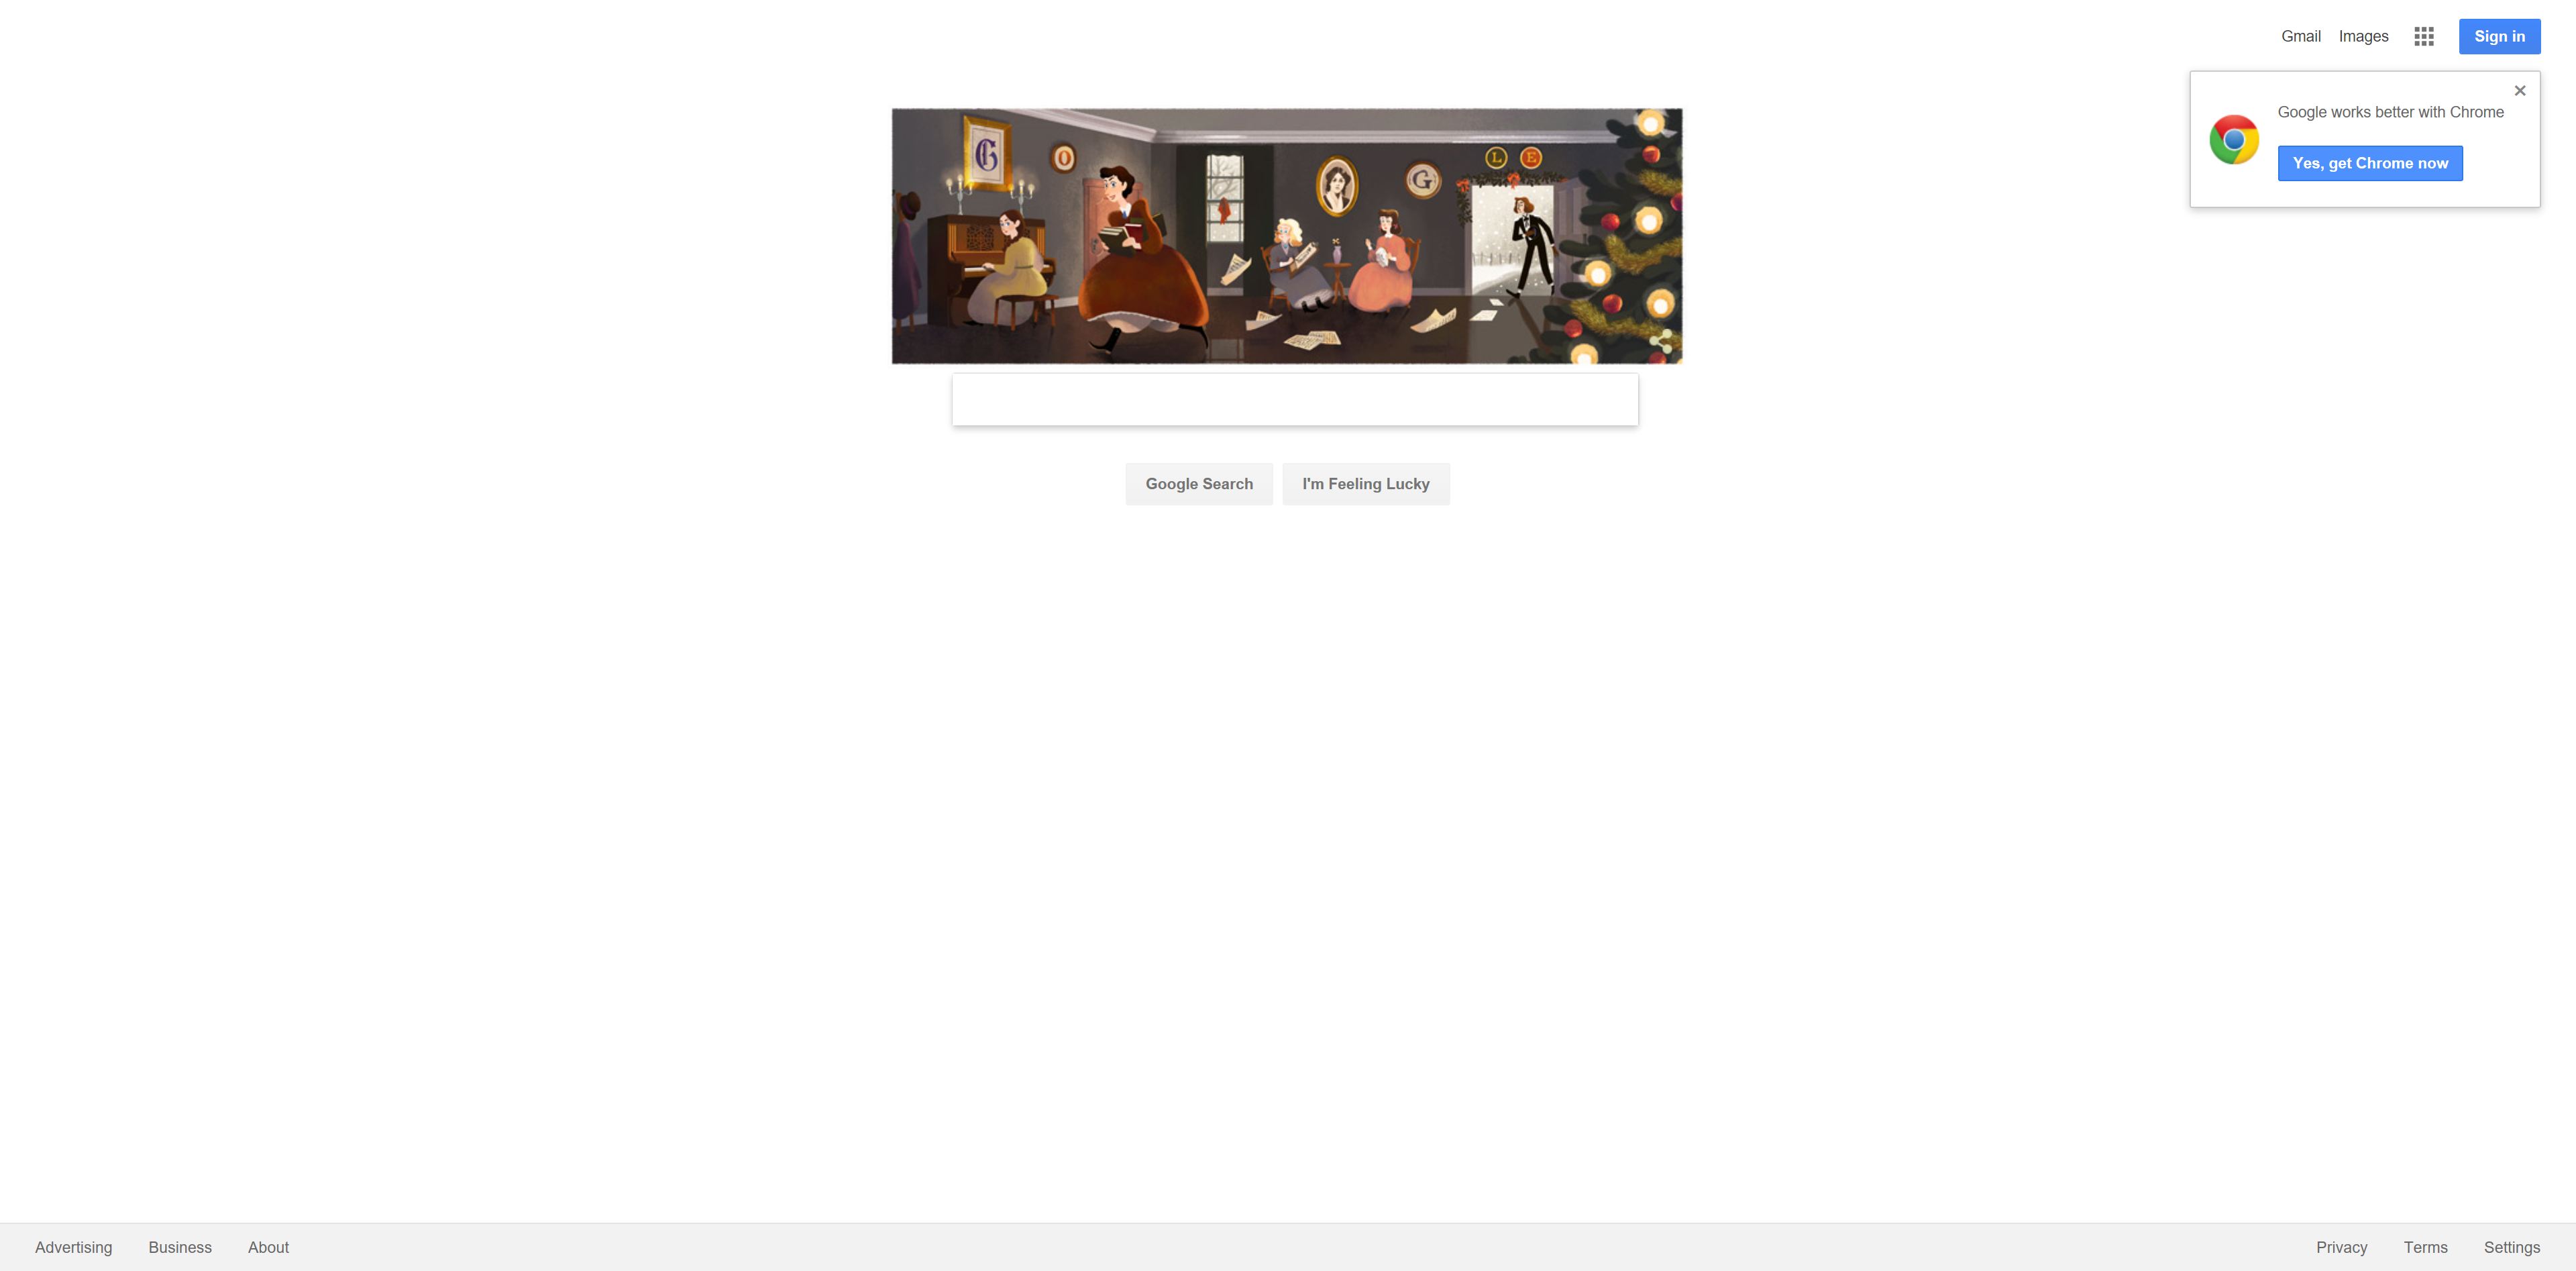 Gmail Images Sign in
Google works better with Chrome
Yes, get Chrome now
G O G L E
Google Search I'm Feeling Lucky
Advertising Business About Privacy Terms Settings